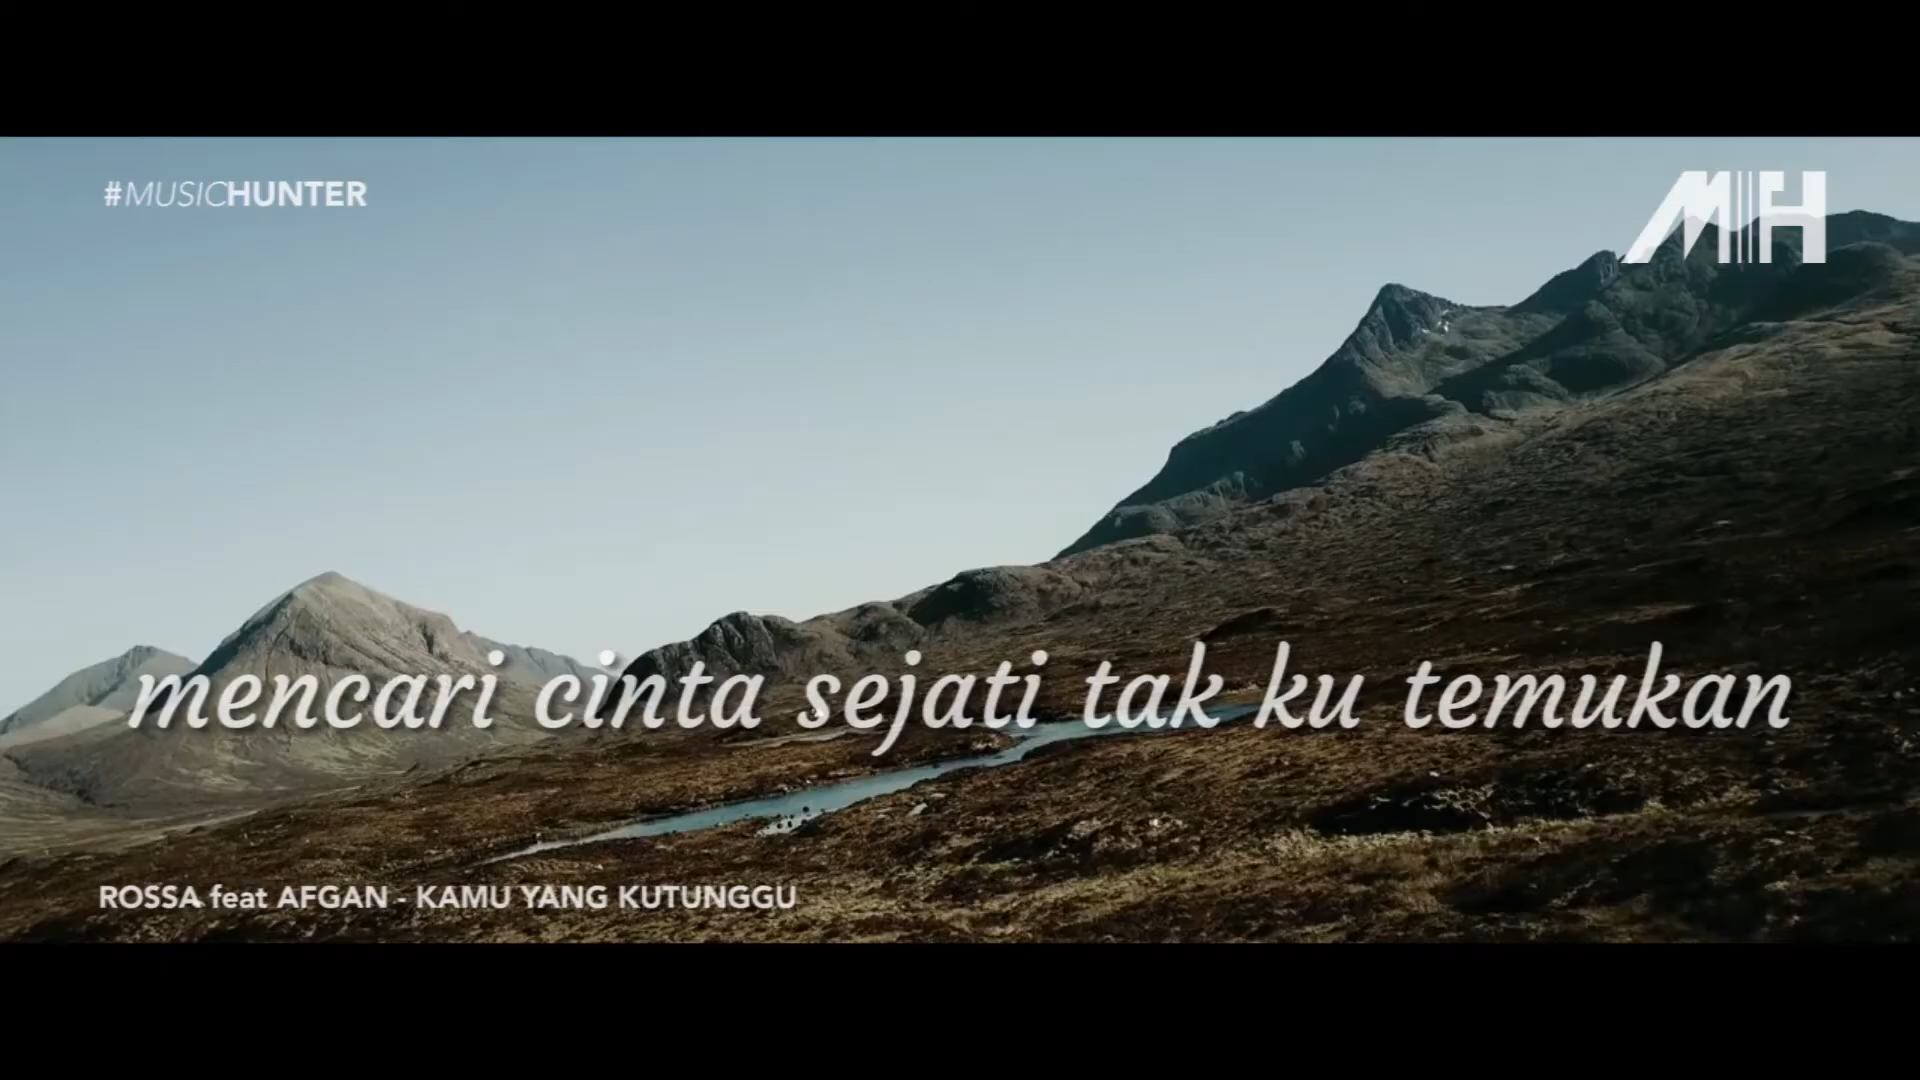 #MUSICHUNTER
MH
mencari cinta sejati tak ku temukan
ROSSA feat AFGAN - KAMU YANG KUTUNGGU